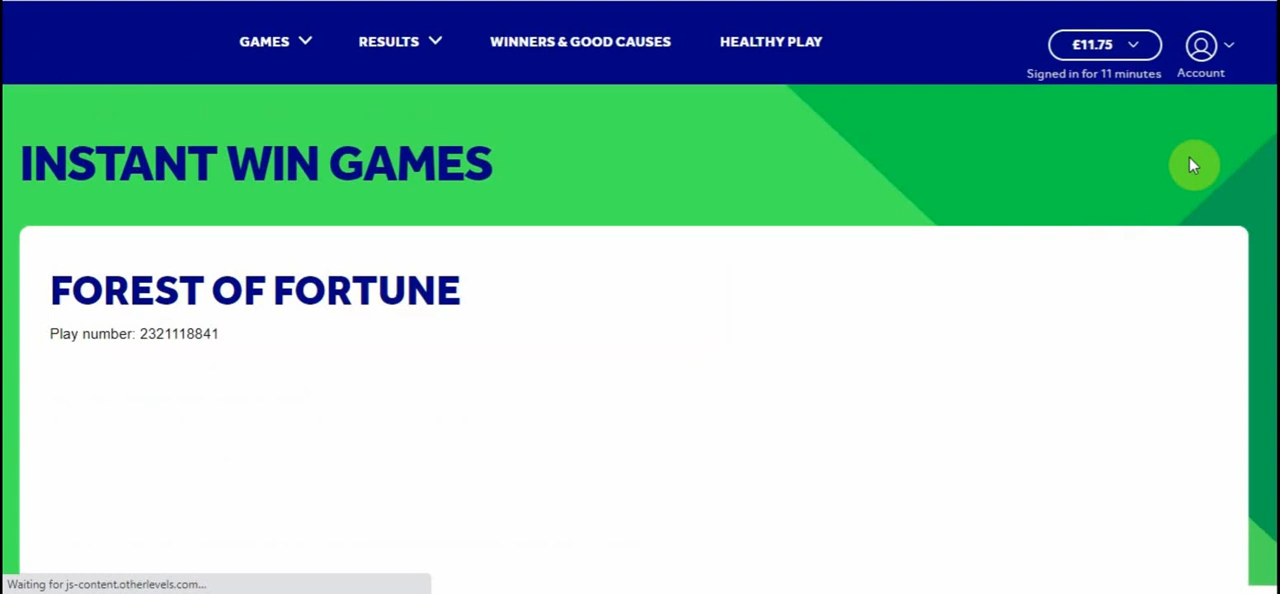 GAMES RESULTS WINNERS & GOOD CAUSES HEALTHY PLAY £11.75
Signed in for 11 minutes Account
INSTANT WIN GAMES
FOREST OF FORTUNE
Play number: 2321118841
Waiting for js-content.otherlevels.com...